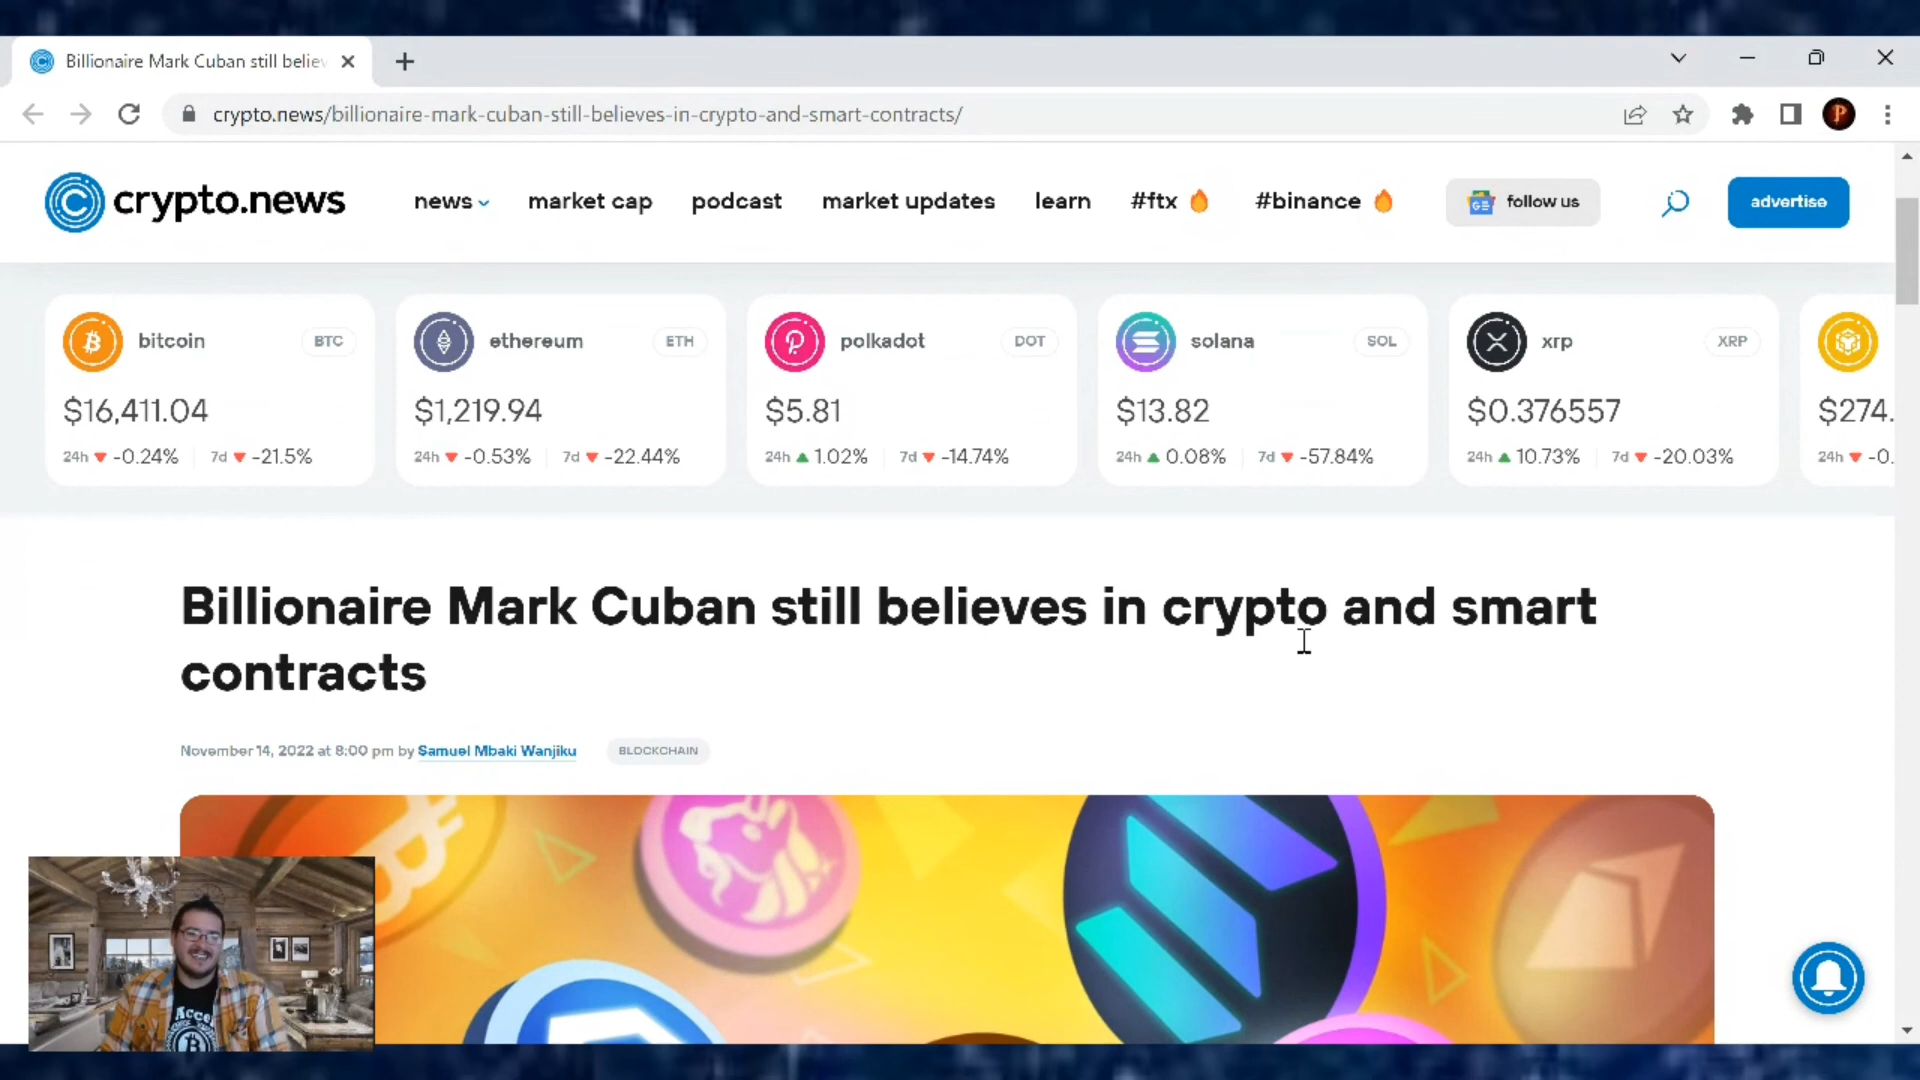 Billionaire Mark Cuban still believ
crypto.news/billionaire-mark-cuban-still-believes-in-crypto-and-smart-contracts/
crypto.news news market cap podcast market updates learn #ftx #binance GE follow us advertise
bitcoin BTC ethereum ETH polkadot DOT solana SOL xrp XRP
$16,411.04 $1,219.94 $5.81 $13.82 $0.376557 $274.
24h -0.24% 7d -21.5% 24h -0.53% 7d -22.44% 24h 1.02% 7d -14.74% 24h 0.08% 7d -57.84% 24h 10.73% 7d -20.03% 24h -0.
Billionaire Mark Cuban still believes in crypto and smart
contracts
November 14, 2022 at 8:00 pm by Samuel Mbaki Wanjiku BLOCKCHAIN
Acce